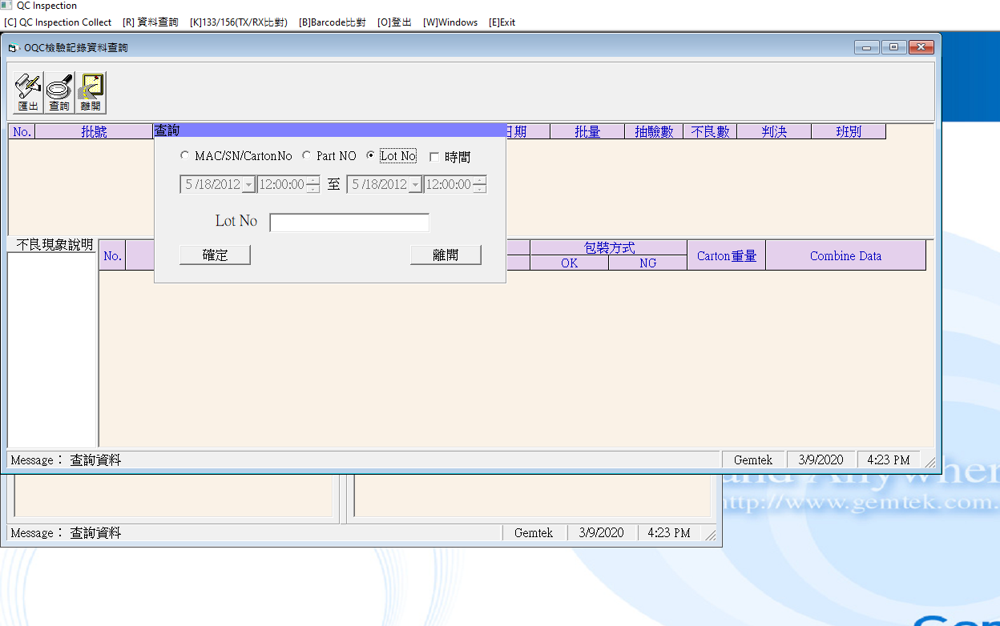 QC Inspection
[C] QC Inspection Collect [R] 資料查詢 [K]133/156(TX/RX比對) [B]Barcode比對 [O]登出 [W]Windows [E]Exit
OQC檢驗記錄資料查詢
匯出 查詢 離開
No. 批號 日期 批量 抽驗數 不良數 判決 班別
查詢
MAC/SN/CartonNo Part NO Lot No 時間
5 /18/2012 12:00:00 至 5 /18/2012 12:00:00
Lot No
確定 離開
不良現象說明
No. 包裝方式 Carton重量 Combine Data
OK NG
Message： 查詢資料 Gemtek 3/9/2020 4:23 PM
and Anywher
http://www.gemtek.com.
Message： 查詢資料 Gemtek 3/9/2020 4:23 PM